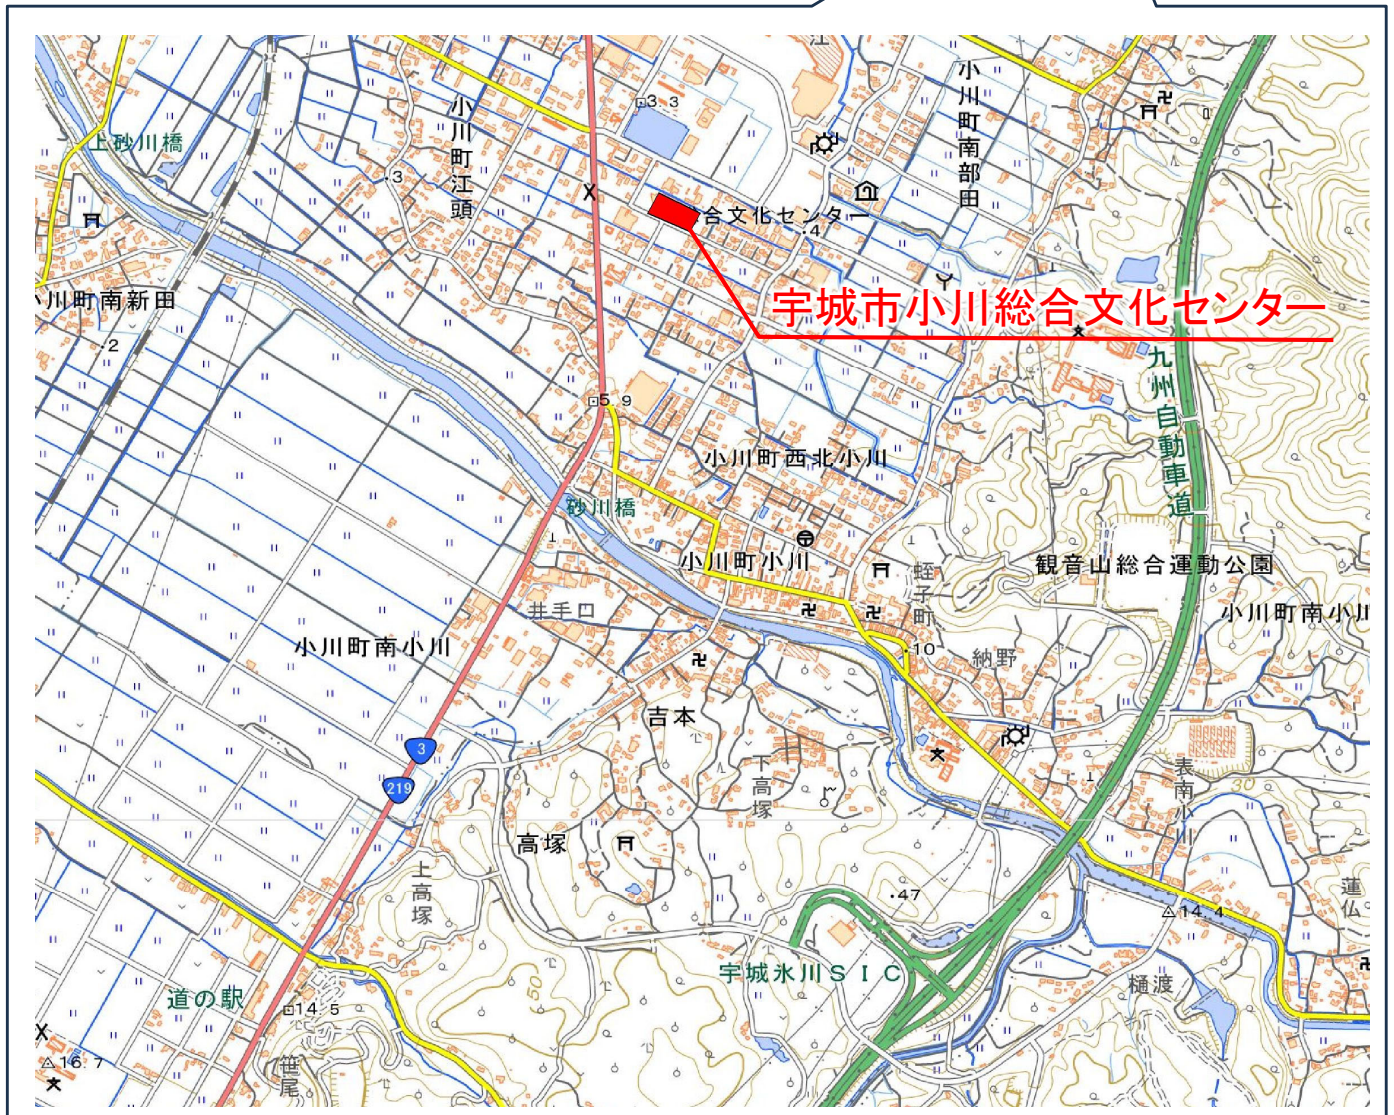 江
小川町南部田
3.3
小川町江頭
上砂川橋
3
合文化センター
4
宇城市小川総合文化センター
小川町南新田
2
九州自動車道
5.9
小川町西北小川
砂川橋
小川町小川
蛭子町
観音山総合運動公園
井手口
小川町南小川
小川町南小川
10
納野
吉本
3
219
下高塚
表南小川
30
高塚
上高塚
47
蓮仏
14.4
宇城氷川SIC
50
樋渡
道の駅
14.5
16.7
笹尾